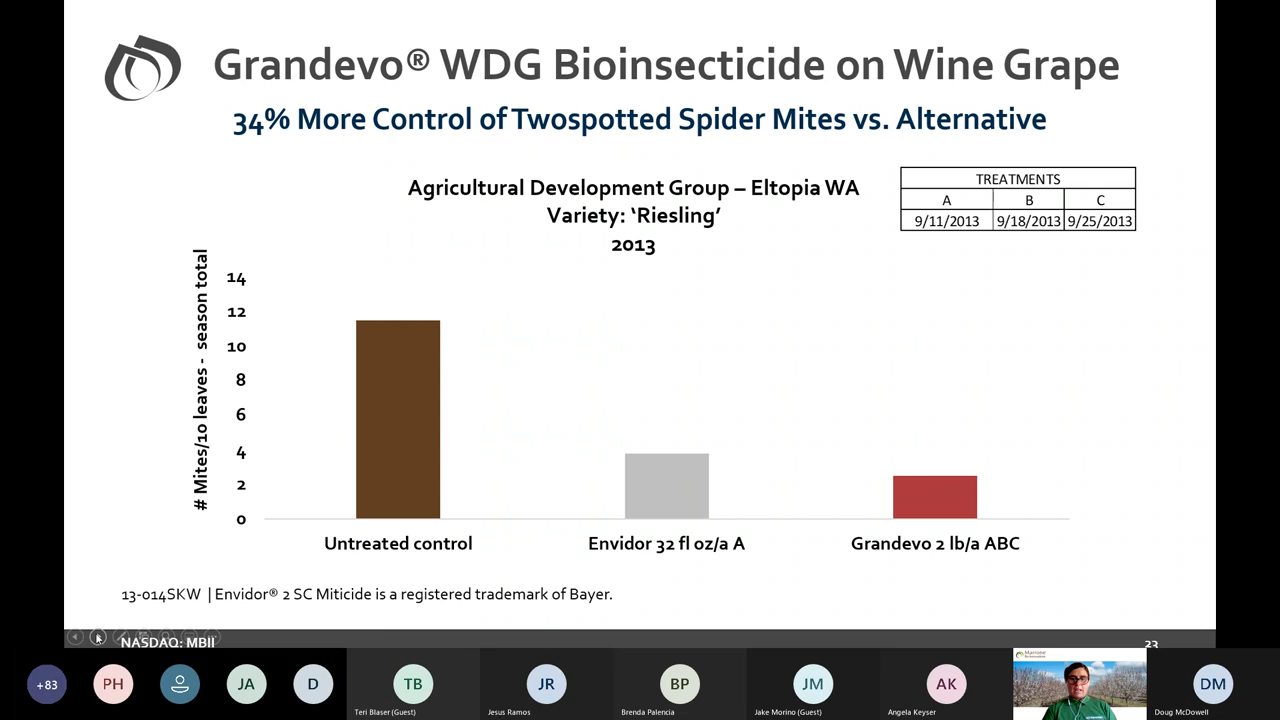 Grandevo® WDG Bioinsecticide on Wine Grape
34% More Control of Twospotted Spider Mites vs. Alternative
Agricultural Development Group – Eltopia WA
Variety: ‘Riesling’
2013
TREATMENTS
A B C
9/11/2013 9/18/2013 9/25/2013
# Mites/10 leaves - season total
14
12
10
8
6
4
2
0
Untreated control Envidor 32 fl oz/a A Grandevo 2 lb/a ABC
13-014SKW | Envidor® 2 SC Miticide is a registered trademark of Bayer.
NASDAQ: MBII 23
+83 PH JA D TB JR BP JM AK DM
Teri Blaser (Guest) Jesus Ramos Brenda Palencia Jake Morino (Guest) Angela Keyser Doug McDowell
Marrone